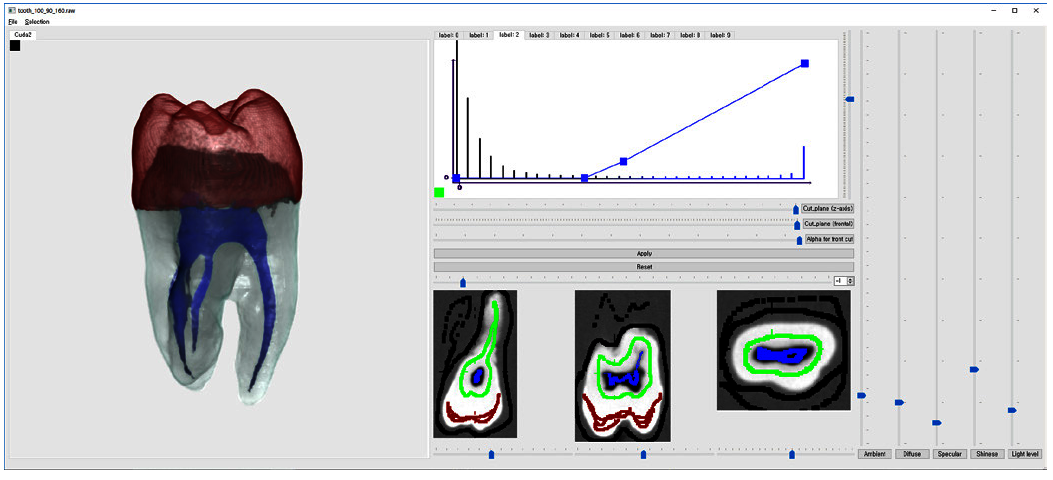 tooth_100_90_160.raw
File Selection
Cuda2
label: 0 label: 1 label: 2 label: 3 label: 4 label: 5 label: 6 label: 7 label: 8 label: 9
0
0
Cut_plane (z-axis)
Cut_plane (frontal)
Alpha for front cut
Apply
Reset
-1
Ambient Diffuse Specular Shinese Light level